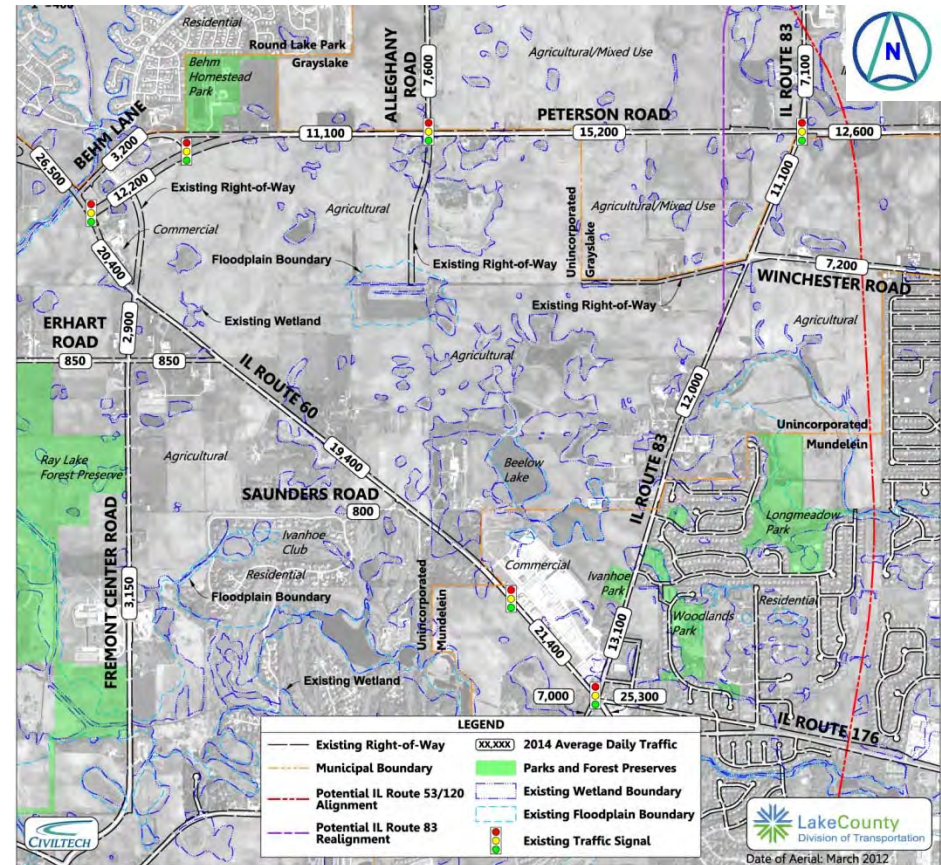 Residential
Round Lake Park
Grayslake
Behm
Homestead
Park
ALLEGHANY
ROAD
7,600
Agricultural/Mixed Use
IL ROUTE 83
7,100
N
BEHM LANE
3,200
26,500
12,200
11,100
PETERSON ROAD
15,200
12,600
11,100
Existing Right-of-Way
Commercial
Agricultural
Agricultural/Mixed Use
Unincorporated
Grayslake
20,400
Floodplain Boundary
Existing Right-of-Way
7,200
WINCHESTER ROAD
Existing Right-of-Way
Existing Wetland
ERHART
ROAD
2,900
850
850
Agricultural
Agricultural
IL ROUTE 60
12,000
Unincorporated
Mundelein
19,400
Ray Lake
Forest Preserve
Agricultural
Beelow
Lake
IL ROUTE 83
SAUNDERS ROAD
800
Longmeadow
Park
Ivanhoe
Club
Residential
Commercial
Ivanhoe
Park
FREMONT CENTER ROAD
3,150
Floodplain Boundary
Unincorporated
Mundelein
Woodlands
Park
Residential
21,400
13,100
Existing Wetland
7,000
25,300
IL ROUTE 176
LEGEND
Existing Right-of-Way
Municipal Boundary
Potential IL Route 53/120
Alignment
Potential IL Route 83
Realignment
XX,XXX
2014 Average Daily Traffic
Parks and Forest Preserves
Existing Wetland Boundary
Existing Floodplain Boundary
Existing Traffic Signal
CIVILTECH
LakeCounty
Division of Transportation
Date of Aerial: March 2012